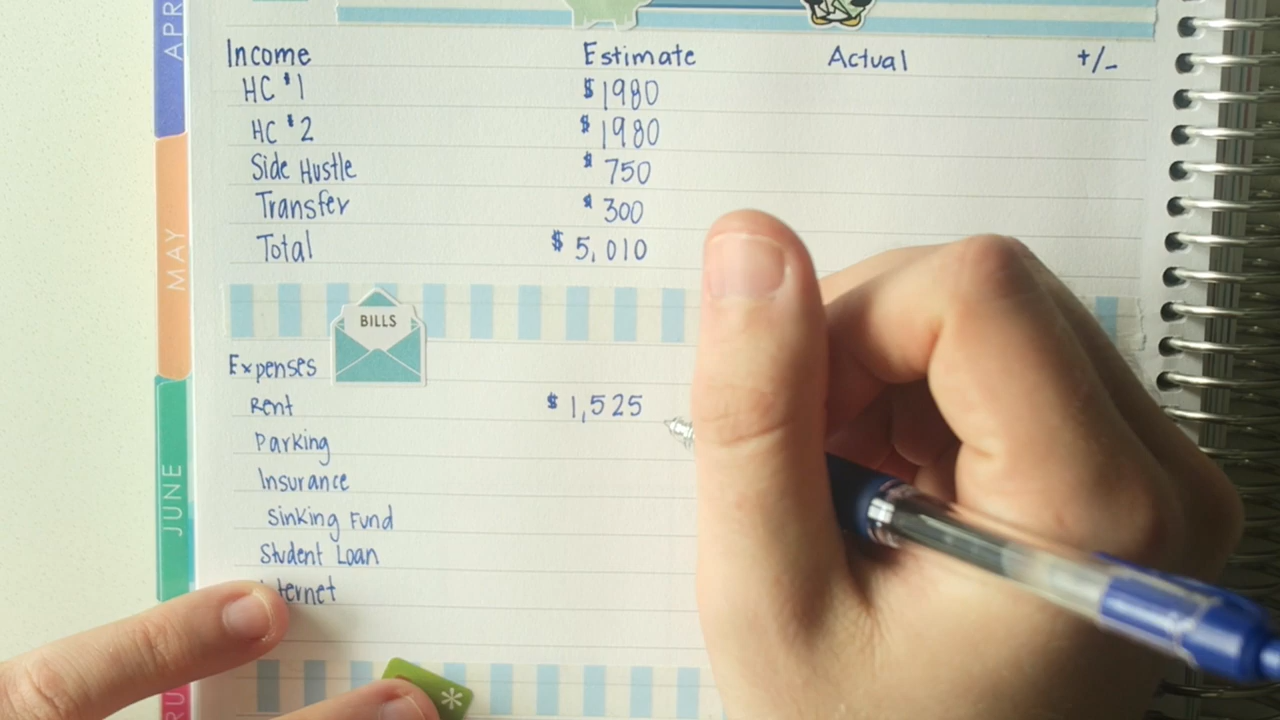 APR
Income Estimate Actual +/-
HC #1 $1980
HC #2 $1980
Side Hustle $750
Transfer $300
Total $5,010
MAY
BILLS
Expenses
Rent $1,525
Parking
Insurance
Sinking Fund
JUNE
Student Loan
ternet